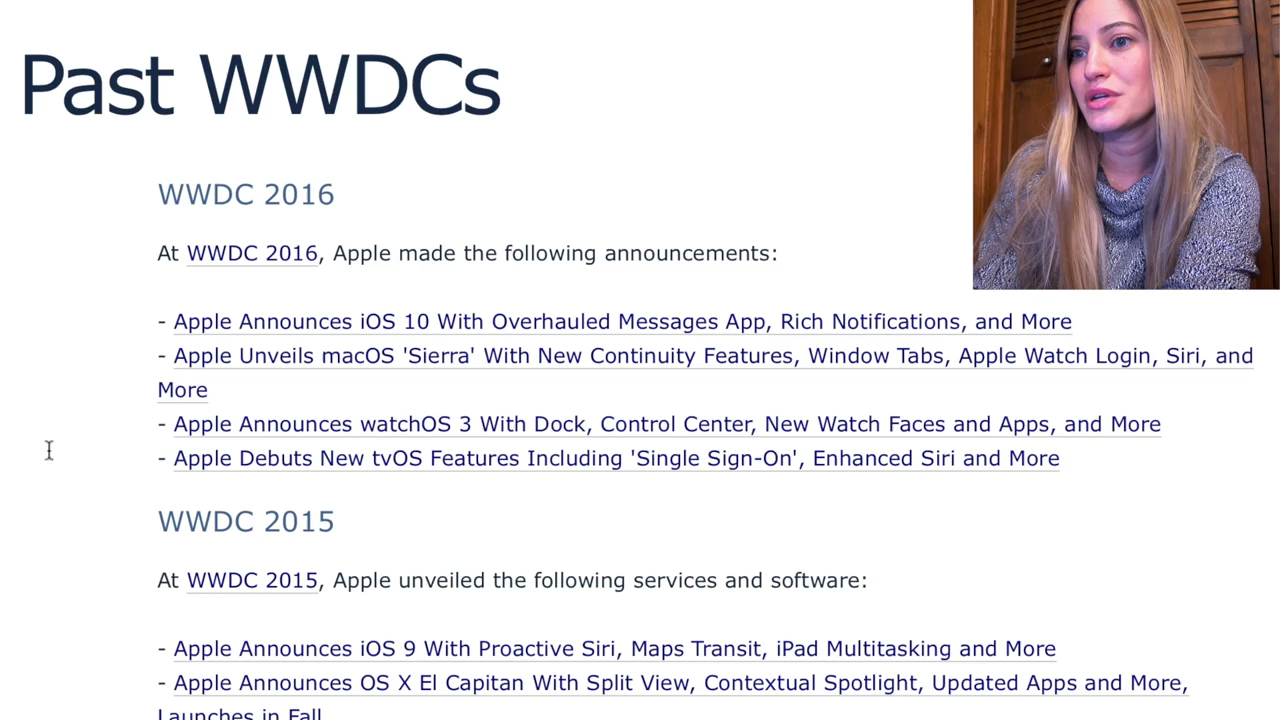 Past WWDCs
WWDC 2016
At WWDC 2016, Apple made the following announcements:
- Apple Announces iOS 10 With Overhauled Messages App, Rich Notifications, and More
- Apple Unveils macOS 'Sierra' With New Continuity Features, Window Tabs, Apple Watch Login, Siri, and
More
- Apple Announces watchOS 3 With Dock, Control Center, New Watch Faces and Apps, and More
- Apple Debuts New tvOS Features Including 'Single Sign-On', Enhanced Siri and More
WWDC 2015
At WWDC 2015, Apple unveiled the following services and software:
- Apple Announces iOS 9 With Proactive Siri, Maps Transit, iPad Multitasking and More
- Apple Announces OS X El Capitan With Split View, Contextual Spotlight, Updated Apps and More,
Launches in Fall